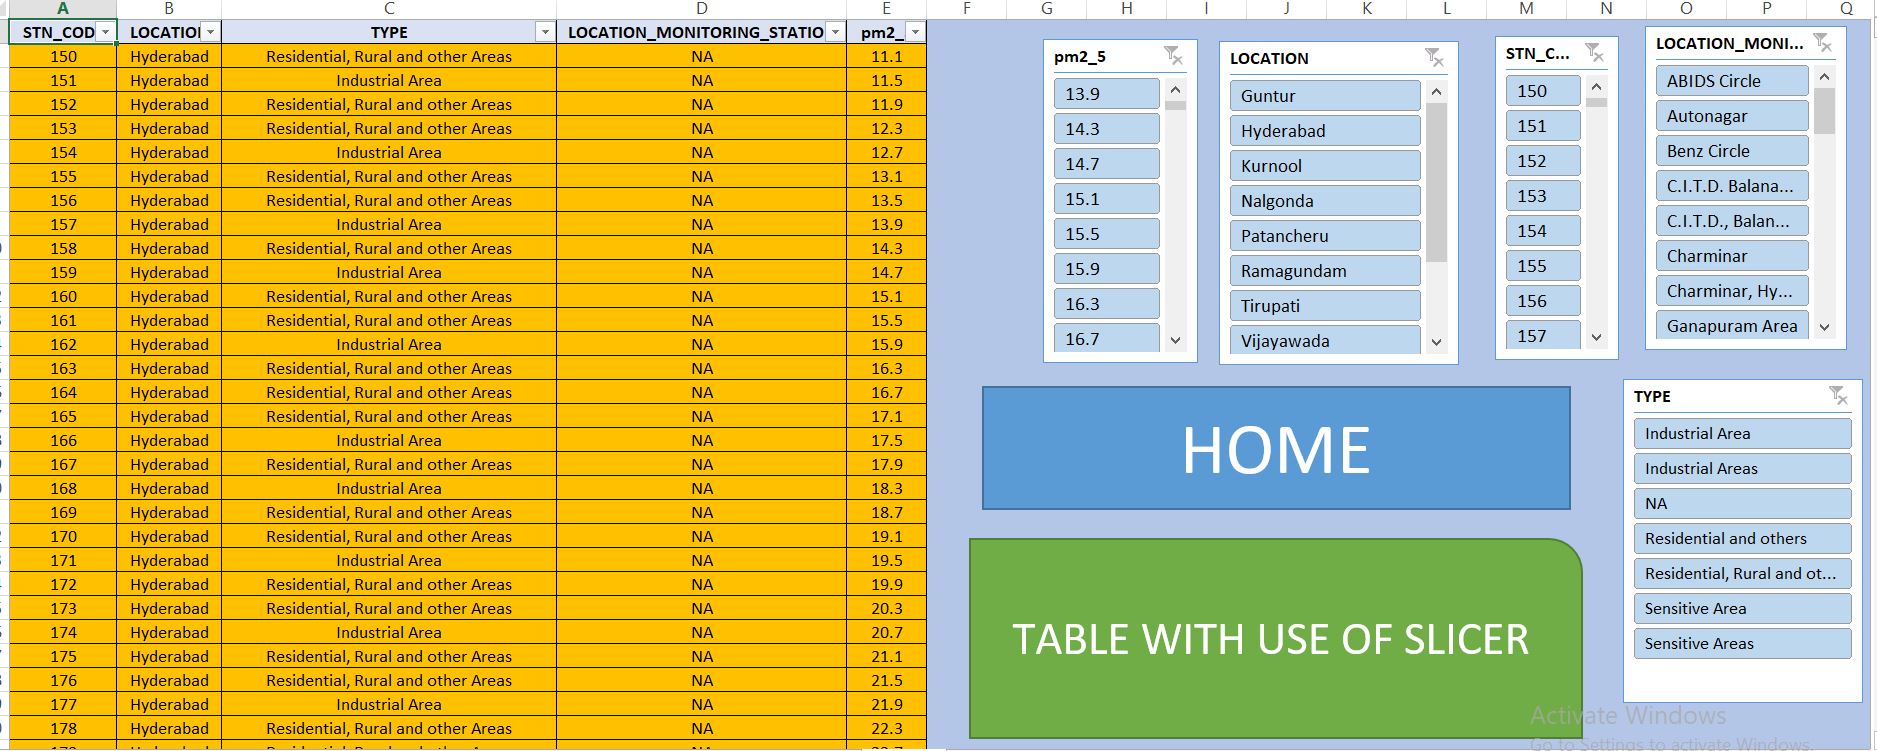 A B C D E F G H I J K L M N O P Q
STN_COD LOCATIO TYPE LOCATION_MONITORING_STATIO pm2_
150 Hyderabad Residential, Rural and other Areas NA 11.1
151 Hyderabad Industrial Area NA 11.5
152 Hyderabad Residential, Rural and other Areas NA 11.9
153 Hyderabad Residential, Rural and other Areas NA 12.3
154 Hyderabad Industrial Area NA 12.7
155 Hyderabad Residential, Rural and other Areas NA 13.1
156 Hyderabad Residential, Rural and other Areas NA 13.5
157 Hyderabad Industrial Area NA 13.9
158 Hyderabad Residential, Rural and other Areas NA 14.3
159 Hyderabad Industrial Area NA 14.7
160 Hyderabad Residential, Rural and other Areas NA 15.1
161 Hyderabad Residential, Rural and other Areas NA 15.5
162 Hyderabad Industrial Area NA 15.9
163 Hyderabad Residential, Rural and other Areas NA 16.3
164 Hyderabad Residential, Rural and other Areas NA 16.7
165 Hyderabad Residential, Rural and other Areas NA 17.1
166 Hyderabad Industrial Area NA 17.5
167 Hyderabad Residential, Rural and other Areas NA 17.9
168 Hyderabad Industrial Area NA 18.3
169 Hyderabad Residential, Rural and other Areas NA 18.7
170 Hyderabad Residential, Rural and other Areas NA 19.1
171 Hyderabad Industrial Area NA 19.5
172 Hyderabad Residential, Rural and other Areas NA 19.9
173 Hyderabad Residential, Rural and other Areas NA 20.3
174 Hyderabad Industrial Area NA 20.7
175 Hyderabad Residential, Rural and other Areas NA 21.1
176 Hyderabad Residential, Rural and other Areas NA 21.5
177 Hyderabad Industrial Area NA 21.9
178 Hyderabad Residential, Rural and other Areas NA 22.3
pm2_5
13.9
14.3
14.7
15.1
15.5
15.9
16.3
16.7
LOCATION
Guntur
Hyderabad
Kurnool
Nalgonda
Patancheru
Ramagundam
Tirupati
Vijayawada
STN_C...
150
151
152
153
154
155
156
157
LOCATION_MONI...
ABIDS Circle
Autonagar
Benz Circle
C.I.T.D. Balana...
C.I.T.D., Balan...
Charminar
Charminar, Hy...
Ganapuram Area
HOME
TABLE WITH USE OF SLICER
TYPE
Industrial Area
Industrial Areas
NA
Residential and others
Residential, Rural and ot...
Sensitive Area
Sensitive Areas
Activate Windows
Go to Settings to activate Windows.